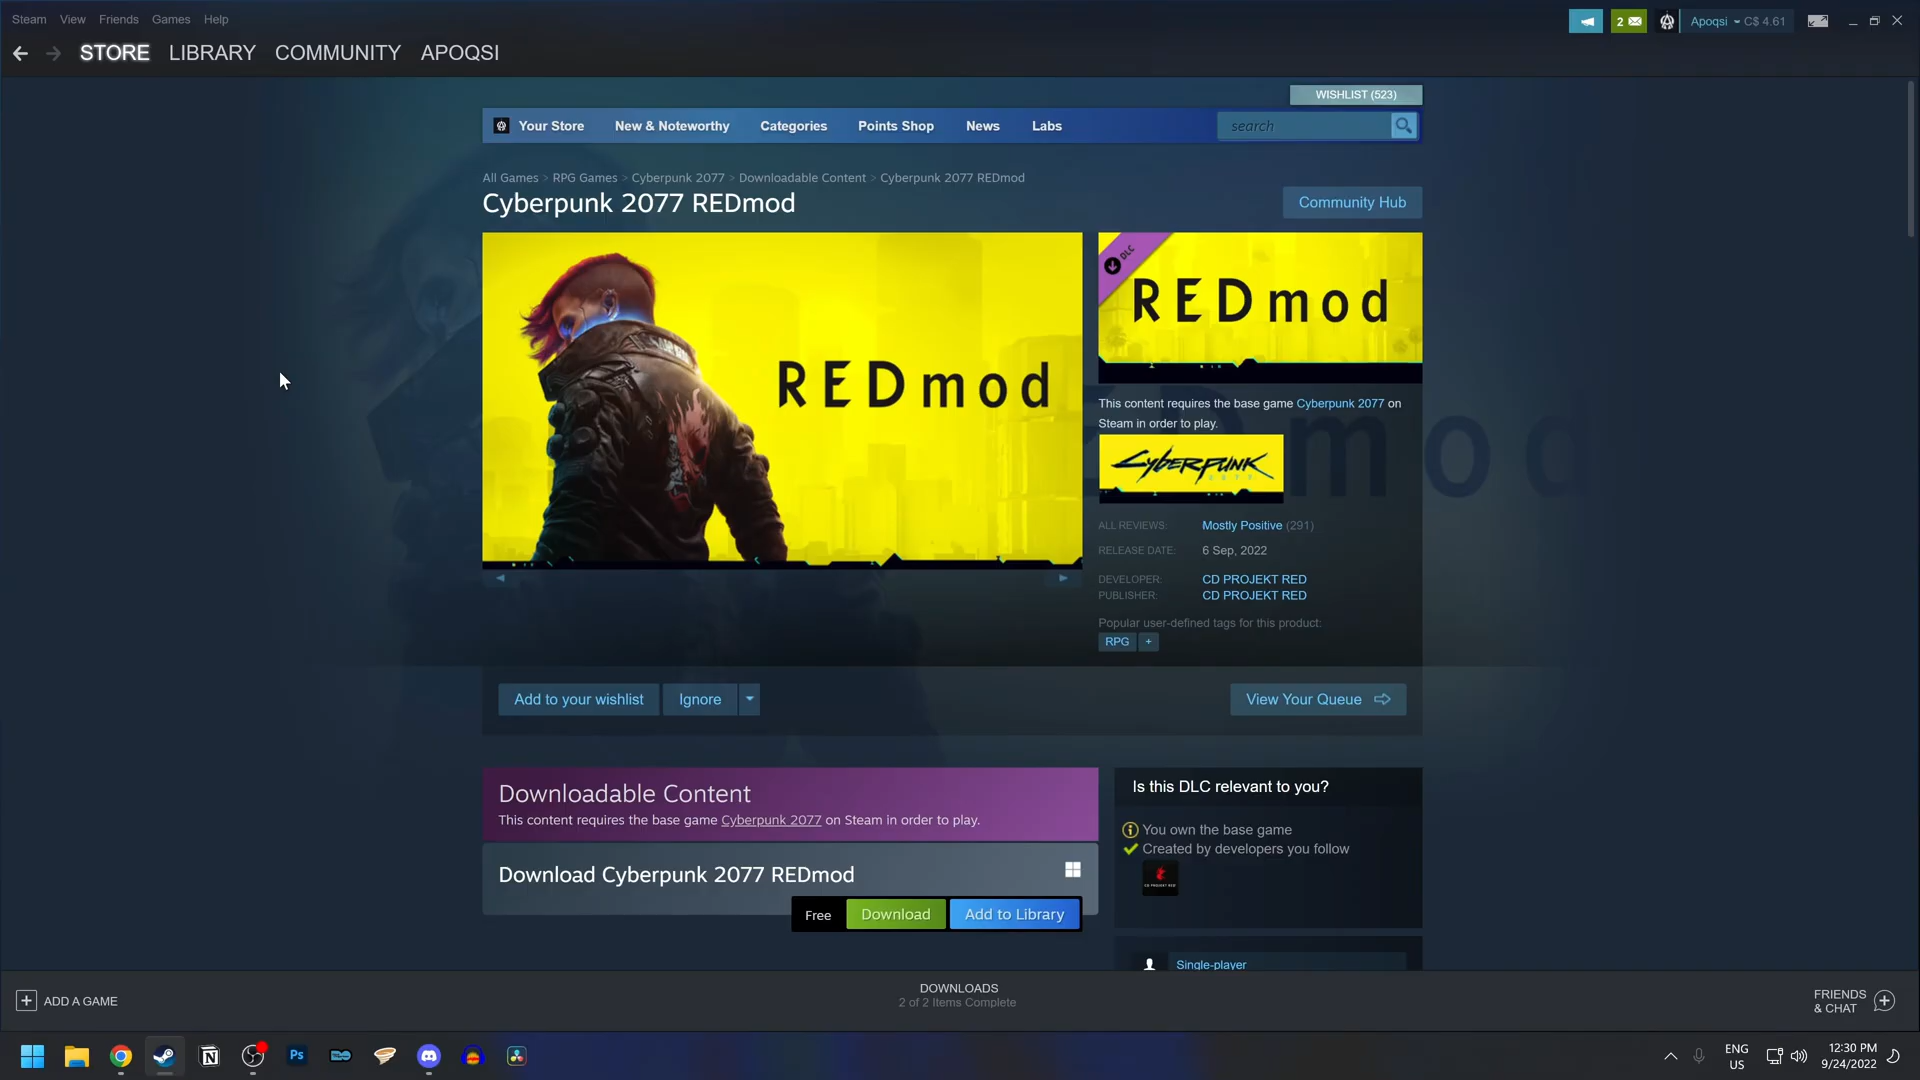 Steam View Friends Games Help
2 Apoqsi C$ 4.61
STORE LIBRARY COMMUNITY APOQSI
WISHLIST (523)
Your Store New & Noteworthy Categories Points Shop News Labs search
All Games > RPG Games > Cyberpunk 2077 > Downloadable Content > Cyberpunk 2077 REDmod
Cyberpunk 2077 REDmod
Community Hub
REDmod
DLC
REDmod
This content requires the base game Cyberpunk 2077 on
Steam in order to play.
Cyberpunk
2077
ALL REVIEWS: Mostly Positive (291)
RELEASE DATE: 6 Sep, 2022
DEVELOPER: CD PROJEKT RED
PUBLISHER: CD PROJEKT RED
Popular user-defined tags for this product:
RPG +
Add to your wishlist Ignore View Your Queue
Downloadable Content
This content requires the base game Cyberpunk 2077 on Steam in order to play.
Download Cyberpunk 2077 REDmod
Free Download Add to Library
Is this DLC relevant to you?
You own the base game
Created by developers you follow
CD PROJEKT RED
Single-player
ADD A GAME
DOWNLOADS
2 of 2 Items Complete
FRIENDS
& CHAT
Ps
ENG
US
12:30 PM
9/24/2022